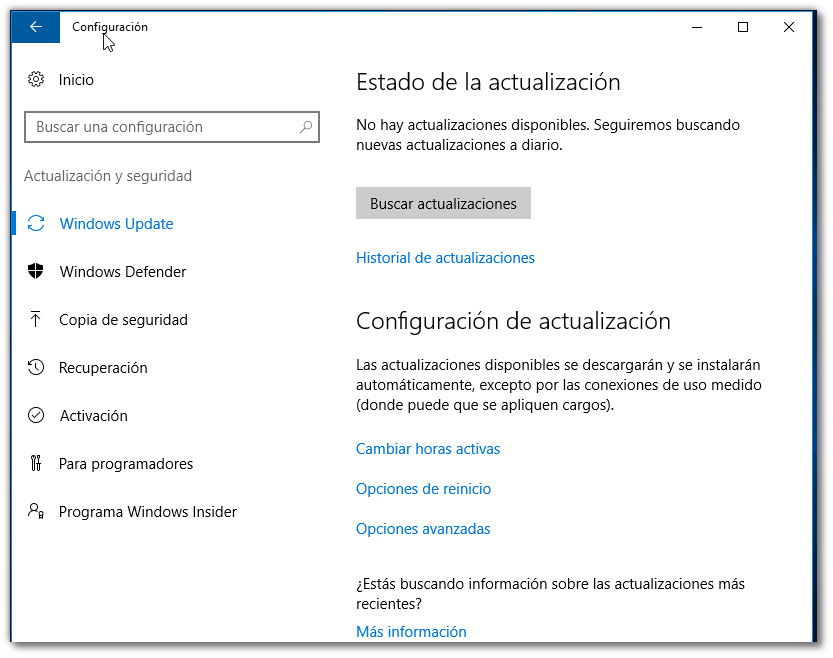 Configuración
Inicio
Buscar una configuración
Actualización y seguridad
Windows Update
Windows Defender
Copia de seguridad
Recuperación
Activación
Para programadores
Programa Windows Insider
Estado de la actualización
No hay actualizaciones disponibles. Seguiremos buscando
nuevas actualizaciones a diario.
Buscar actualizaciones
Historial de actualizaciones
Configuración de actualización
Las actualizaciones disponibles se descargarán y se instalarán
automáticamente, excepto por las conexiones de uso medido
(donde puede que se apliquen cargos).
Cambiar horas activas
Opciones de reinicio
Opciones avanzadas
¿Estás buscando información sobre las actualizaciones más
recientes?
Más información